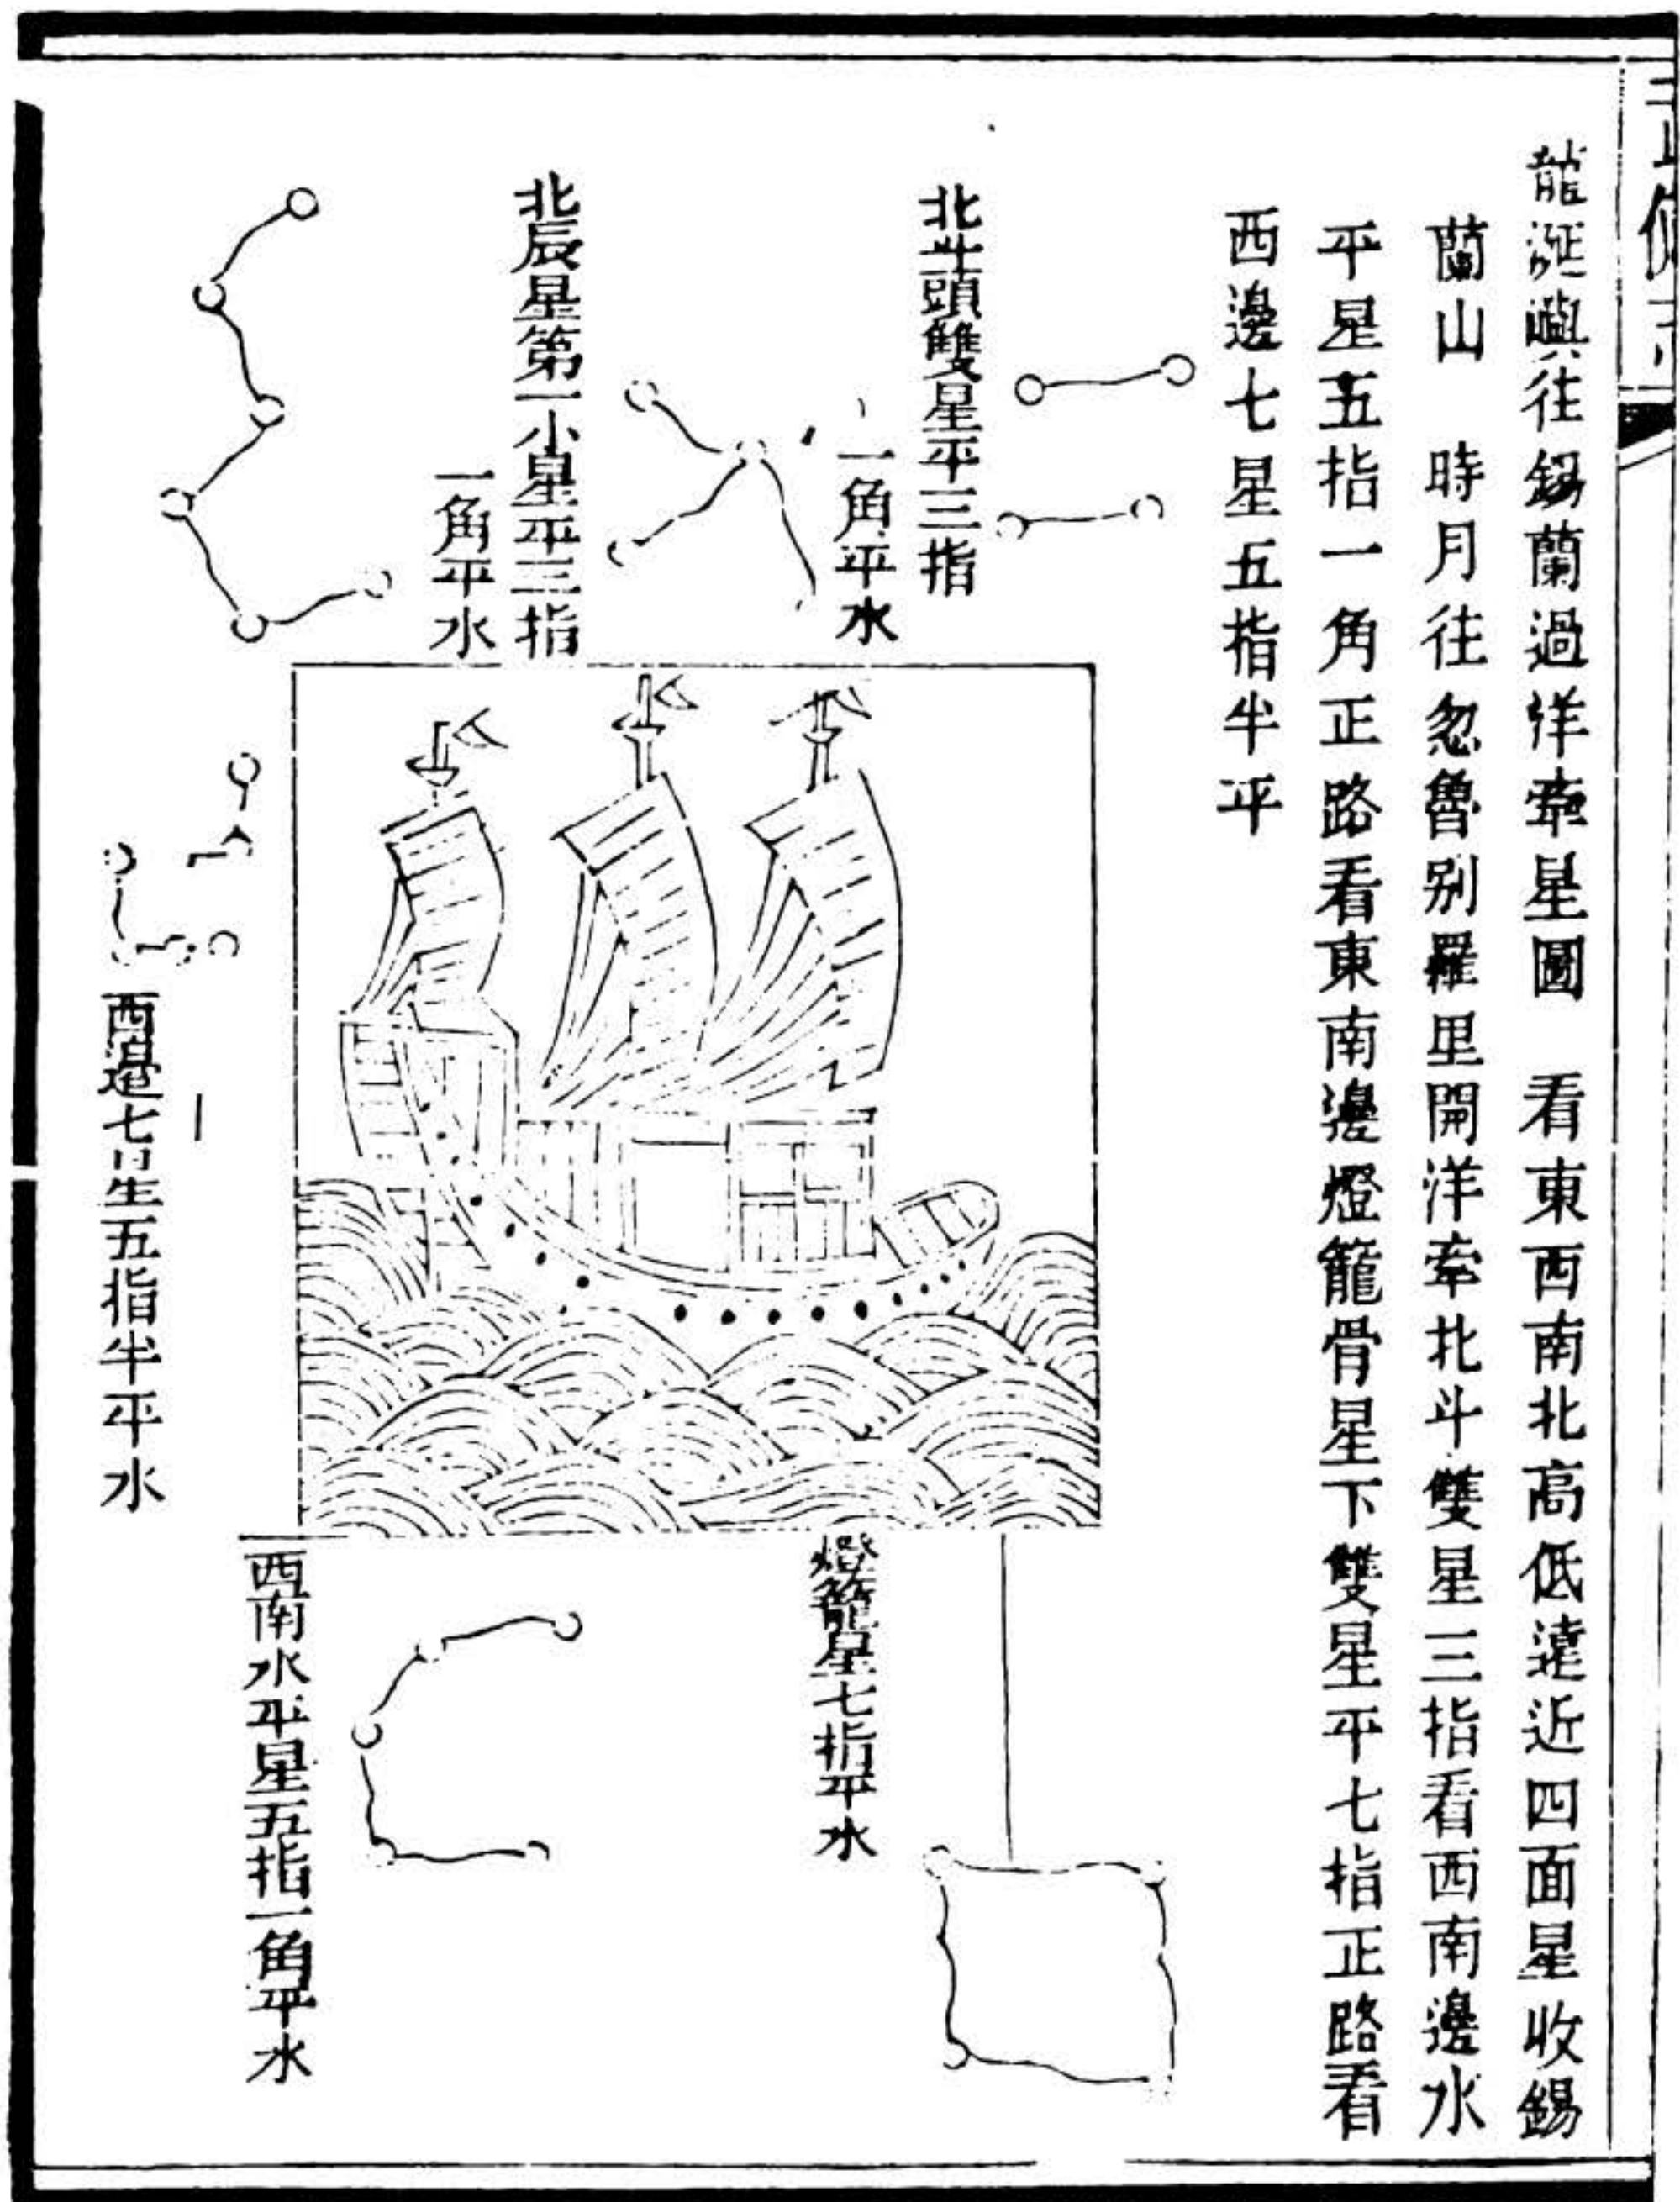 龍涎嶼往錫蘭過洋牽星圖　看東西南北高低遠近四面星收錫
蘭山　時月往忽魯別羅里開洋牽北斗雙星三指看西南邊水
平星五指一角正路看東南邊燈籠骨星下雙星平七指正路看
西邊七星五指半平
北斗頭雙星平三指
一角平水
北辰星第一小星平三指
一角平水
西邊七星五指半平水
燈籠星七指平水
西南水平星五指一角平水